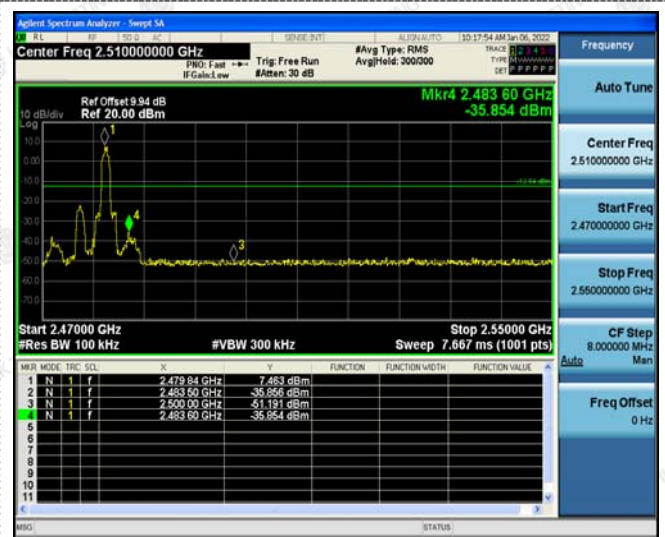 Agilent Spectrum Analyzer - Swept SA
RL RF 50 Ω AC SENSE:INT ALIGN AUTO 10:17:54 AM Jan 06, 2022
Center Freq 2.510000000 GHz
PNO: Fast Trig: Free Run #Avg Type: RMS TRACE 1 2 3 4 5 6
IFGain:Low #Atten: 30 dB Avg|Hold: 300/300 TYPE M
DET P P P P P P
Mkr4 2.483 60 GHz
-35.854 dBm
Ref Offset 9.94 dB
10 dB/div Ref 20.00 dBm
Log
10.0
0.00
-10.0
-20.0
-30.0
-40.0
-50.0
-60.0
-70.0
1
4
3
Start 2.47000 GHz Stop 2.55000 GHz
#Res BW 100 kHz #VBW 300 kHz Sweep 7.667 ms (1001 pts)
MKR MODE TRC SCL X Y FUNCTION FUNCTION WIDTH FUNCTION VALUE
1 N 1 f 2.479 84 GHz 7.463 dBm
2 N 1 f 2.483 50 GHz -35.856 dBm
3 N 1 f 2.500 00 GHz -51.191 dBm
4 N 1 f 2.483 60 GHz -35.854 dBm
5
6
7
8
9
10
11
MSG STATUS
Frequency
Auto Tune
Center Freq
2.510000000 GHz
Start Freq
2.470000000 GHz
Stop Freq
2.550000000 GHz
CF Step
8.000000 MHz
Auto Man
Freq Offset
0 Hz